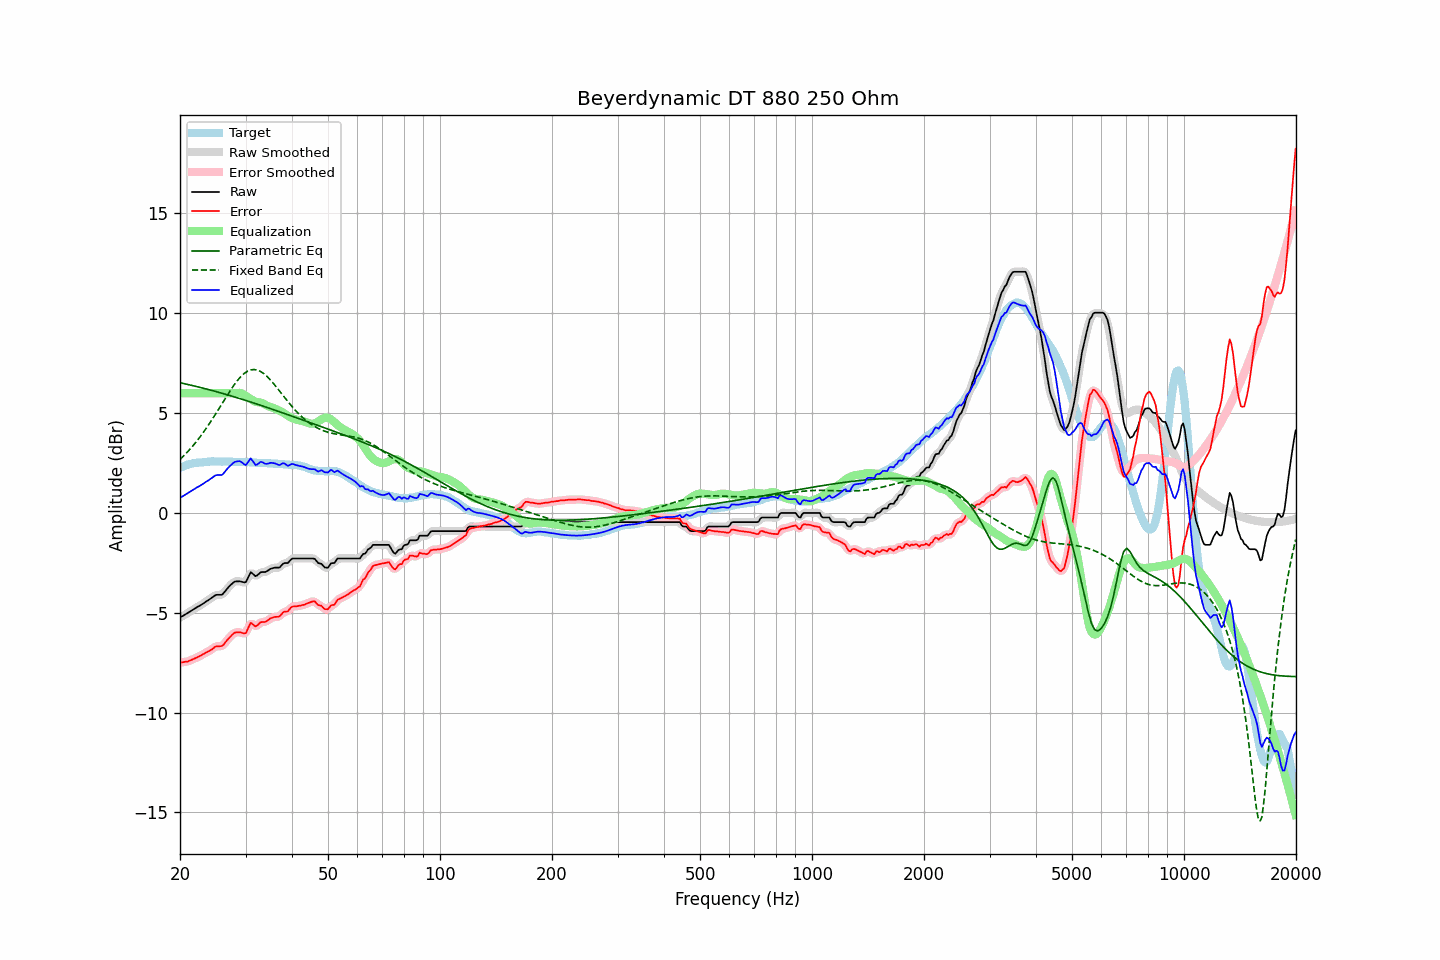 Beyerdynamic DT 880 250 Ohm
Target
Raw Smoothed
Error Smoothed
Raw
Error
Equalization
Parametric Eq
Fixed Band Eq
Equalized
Amplitude (dBr)
15
10
5
0
−5
−10
−15
20 50 100 200 500 1000 2000 5000 10000 20000
Frequency (Hz)